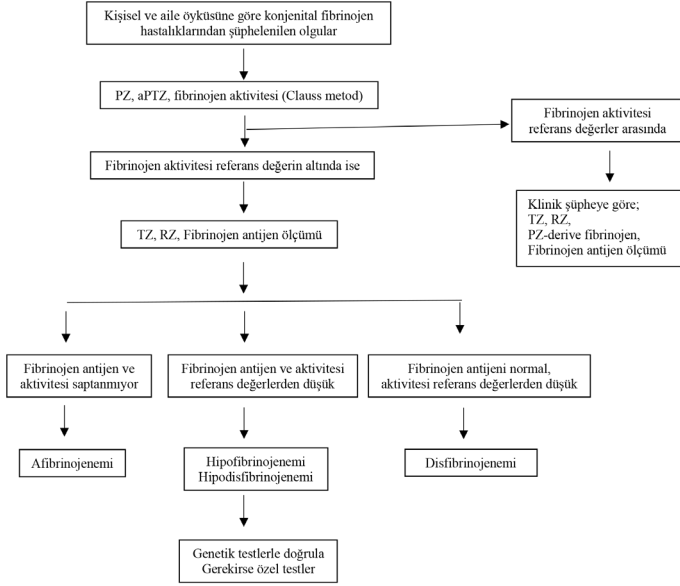 Kişisel ve aile öyküsüne göre konjenital fibrinojen
hastalıklarından şüphelenilen olgular
PZ, aPTZ, fibrinojen aktivitesi (Clauss metod)
Fibrinojen aktivitesi
referans değerler arasında
Fibrinojen aktivitesi referans değerin altında ise
Klinik şüpheye göre;
TZ, RZ,
PZ-derive fibrinojen,
Fibrinojen antijen ölçümü
TZ, RZ, Fibrinojen antijen ölçümü
Fibrinojen antijen ve
aktivitesi saptanmıyor
Fibrinojen antijen ve aktivitesi
referans değerlerden düşük
Fibrinojen antijeni normal,
aktivitesi referans değerlerden düşük
Afibrinojenemi
Hipofibrinojenemi
Hipodisfibrinojenemi
Disfibrinojenemi
Genetik testlerle doğrula
Gerekirse özel testler